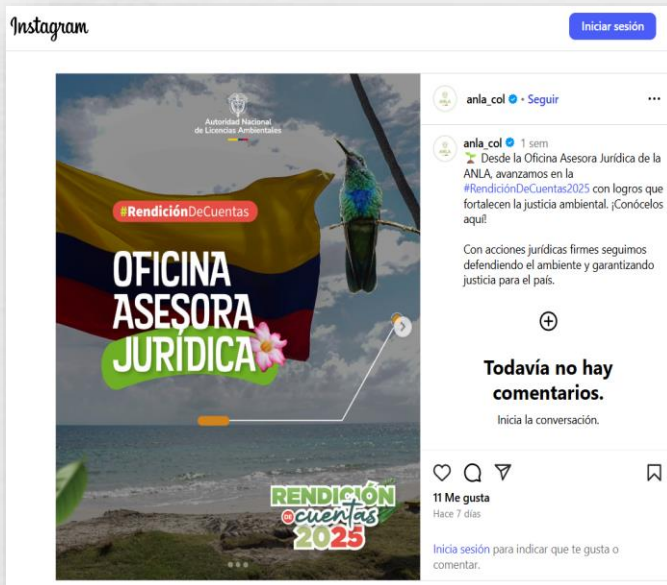 Instagram
Iniciar sesión
Autoridad Nacional
de Licencias Ambientales
#RendiciónDeCuentas
OFICINA
ASESORA
JURÍDICA
RENDICIÓN
DE cuentas
2025
anla_col • Seguir
anla_col 1 sem
Desde la Oficina Asesora Jurídica de la
ANLA, avanzamos en la
#RendiciónDeCuentas2025 con logros que
fortalecen la justicia ambiental. ¡Conócelos
aquí!
Con acciones jurídicas firmes seguimos
defendiendo el ambiente y garantizando
justicia para el país.
Todavía no hay
comentarios.
Inicia la conversación.
11 Me gusta
Hace 7 días
Inicia sesión para indicar que te gusta o
comentar.